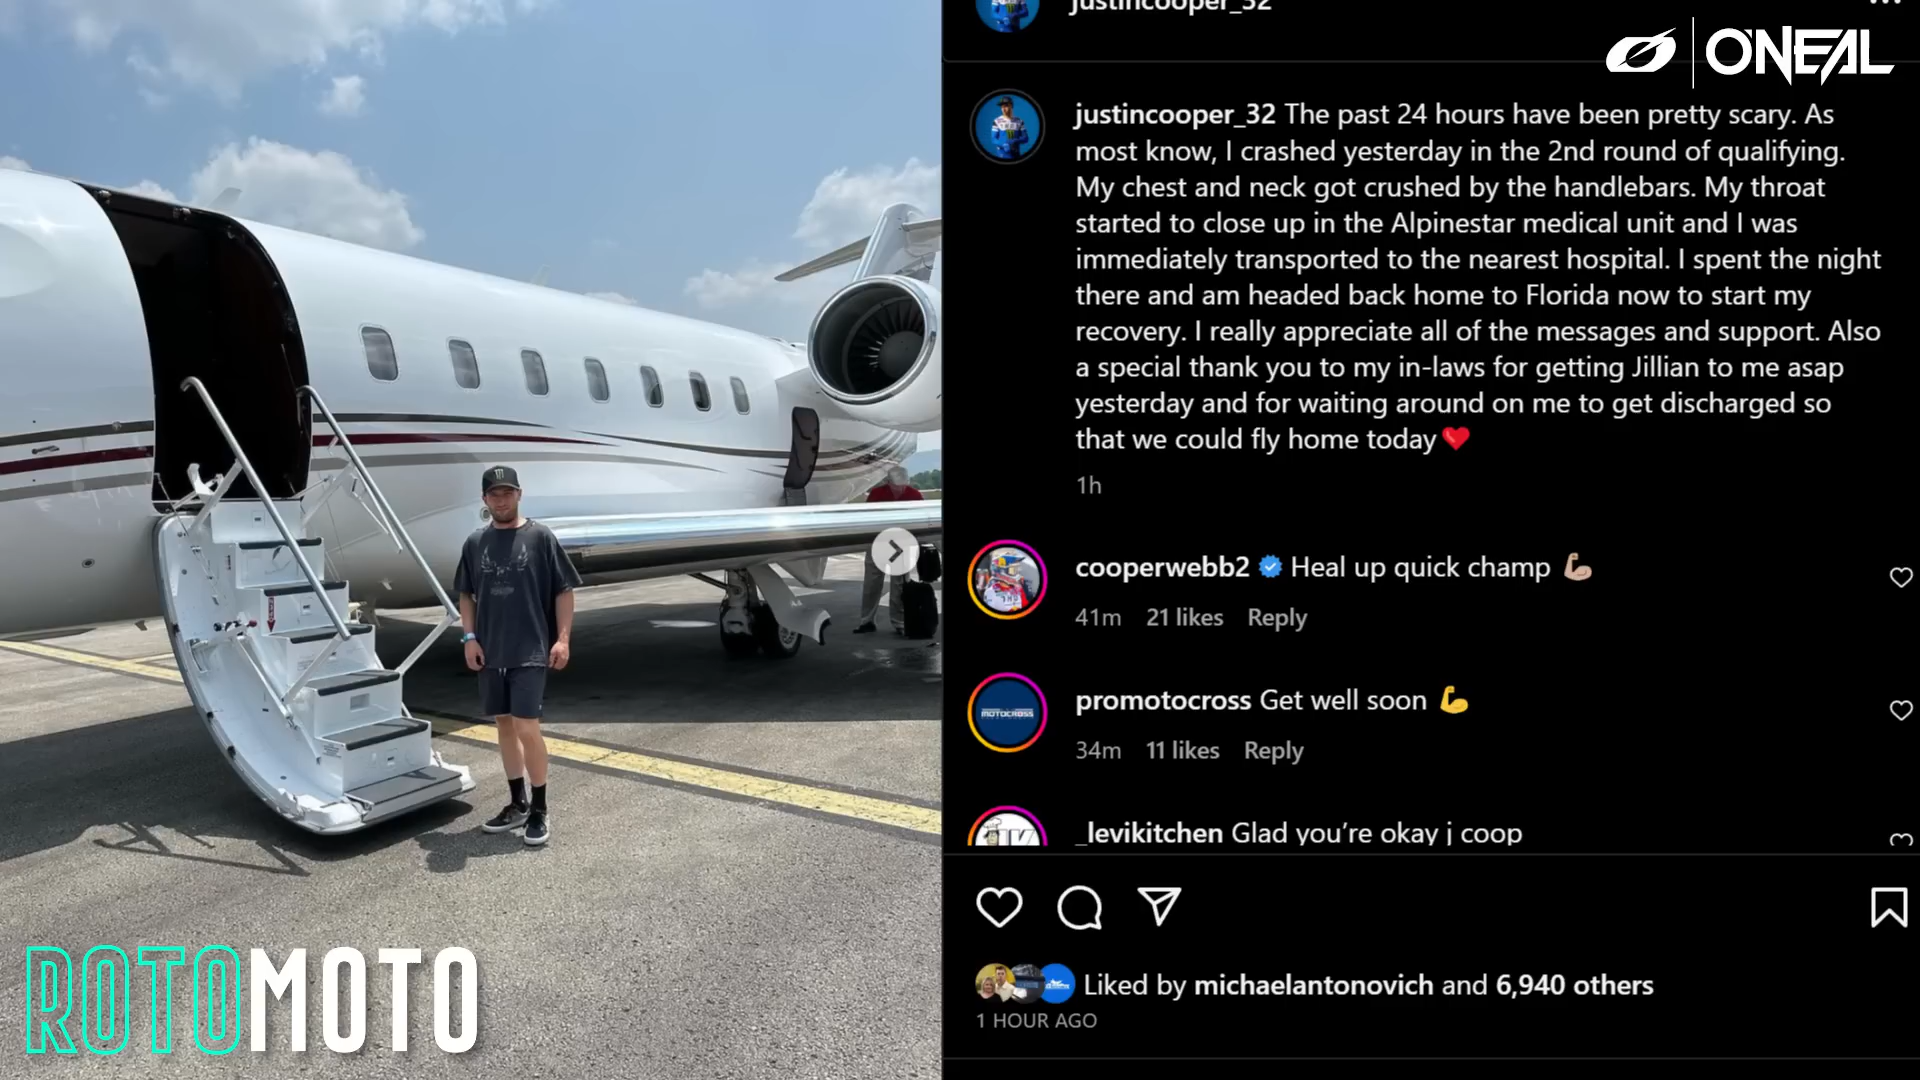 justincooper_32
O'NEAL
justincooper_32 The past 24 hours have been pretty scary. As
most know, I crashed yesterday in the 2nd round of qualifying.
My chest and neck got crushed by the handlebars. My throat
started to close up in the Alpinestar medical unit and I was
immediately transported to the nearest hospital. I spent the night
there and am headed back home to Florida now to start my
recovery. I really appreciate all of the messages and support. Also
a special thank you to my in-laws for getting Jillian to me asap
yesterday and for waiting around on me to get discharged so
that we could fly home today❤️
1h
cooperwebb2 Heal up quick champ 💪🏼
41m 21 likes Reply
promotocross Get well soon 💪
34m 11 likes Reply
MOTOCROSS
_levikitchen Glad you're okay j coop
Liked by michaelantonovich and 6,940 others
1 HOUR AGO
ROTOMOTO